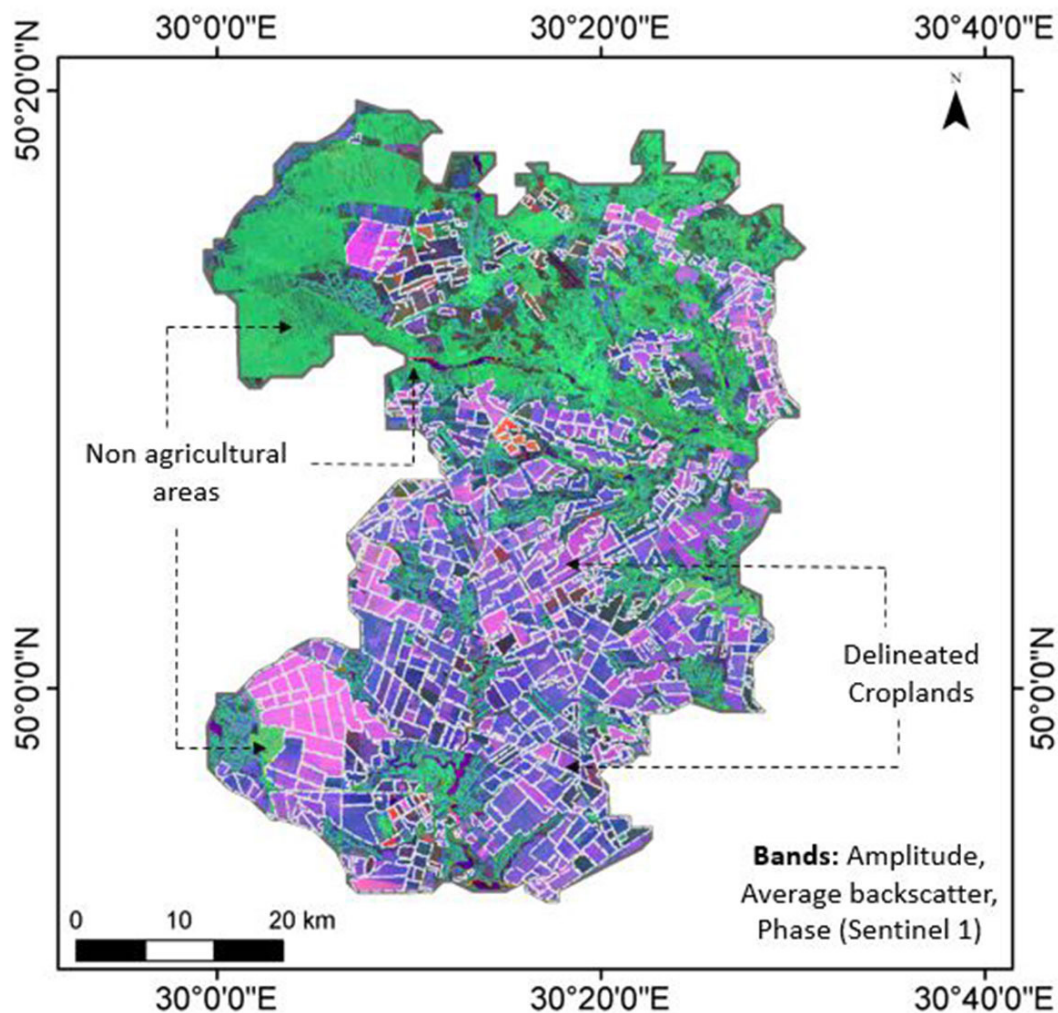 30°0'0"E 30°20'0"E 30°40'0"E
50°20'0"N
N
Non agricultural
areas
Delineated
Croplands
50°0'0"N
50°0'0"N
Bands: Amplitude,
Average backscatter,
Phase (Sentinel 1)
0 10 20 km
30°0'0"E 30°20'0"E 30°40'0"E